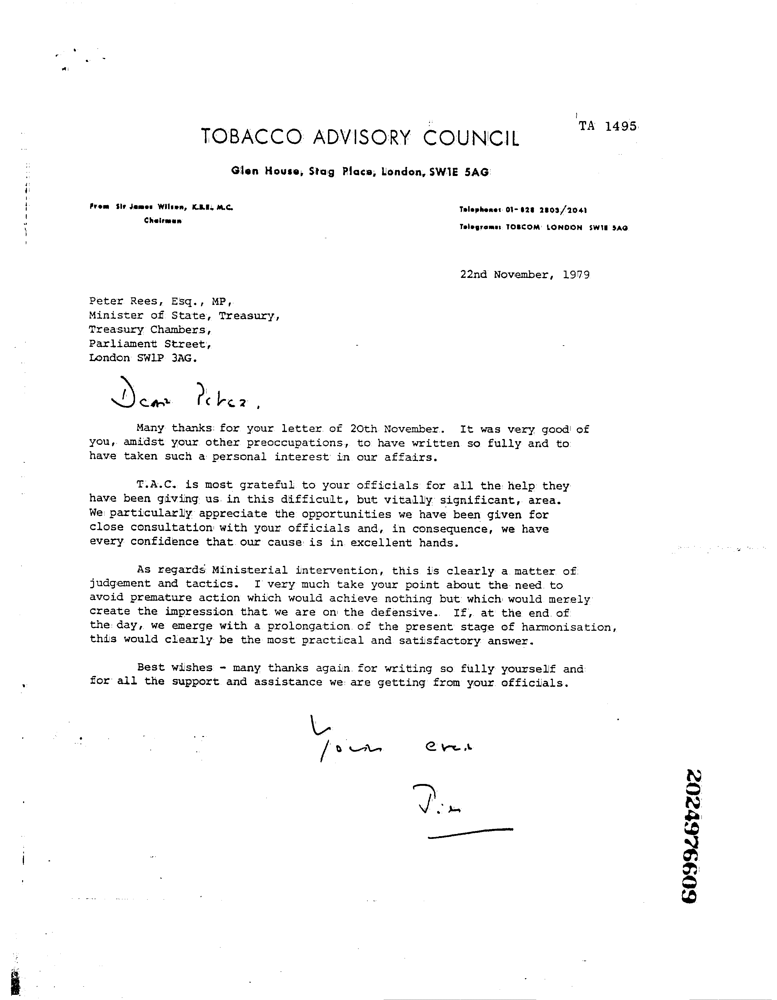 TA 1495
TOBACCO ADVISORY COUNCIL
Glen House, Stag Place, London, SW1E 5AG
From Sir James Wilson, K.B.E., M.C.
Chairman
Telephone: 01-828 2803/2041
Telegrams: TOBCOM LONDON SW1E 5AG
22nd November, 1979
Peter Rees, Esq., MP,
Minister of State, Treasury,
Treasury Chambers,
Parliament Street,
London SW1P 3AG.
Dear Peter,
Many thanks for your letter of 20th November. It was very good of
you, amidst your other preoccupations, to have written so fully and to
have taken such a personal interest in our affairs.
T.A.C. is most grateful to your officials for all the help they
have been giving us in this difficult, but vitally significant, area.
We particularly appreciate the opportunities we have been given for
close consultation with your officials and, in consequence, we have
every confidence that our cause is in excellent hands.
As regards Ministerial intervention, this is clearly a matter of
judgement and tactics. I very much take your point about the need to
avoid premature action which would achieve nothing but which would merely
create the impression that we are on the defensive. If, at the end of
the day, we emerge with a prolongation of the present stage of harmonisation,
this would clearly be the most practical and satisfactory answer.
Best wishes - many thanks again for writing so fully yourself and
for all the support and assistance we are getting from your officials.
Yours ever
Jim
2024976609